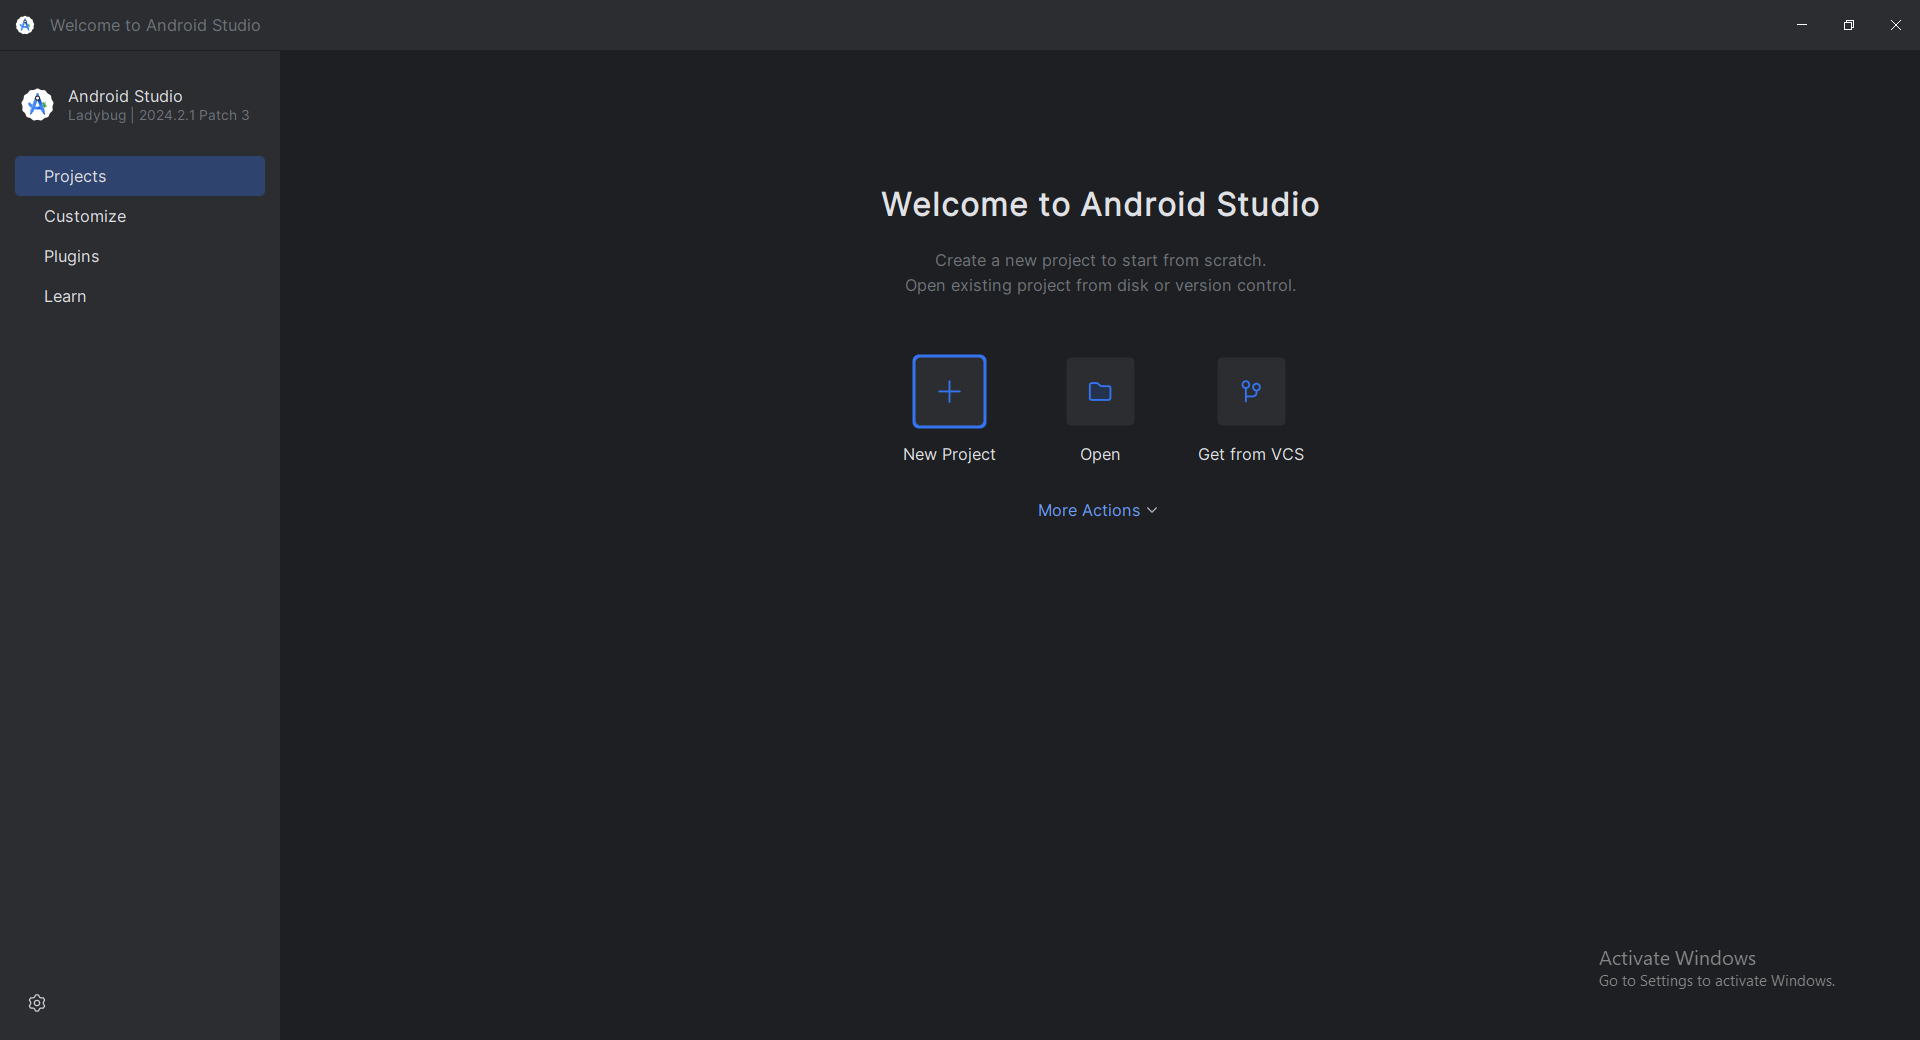 Welcome to Android Studio
Android Studio
Ladybug | 2024.2.1 Patch 3
Projects
Customize
Plugins
Learn
Welcome to Android Studio
Create a new project to start from scratch.
Open existing project from disk or version control.
New Project
Open
Get from VCS
More Actions
Activate Windows
Go to Settings to activate Windows.